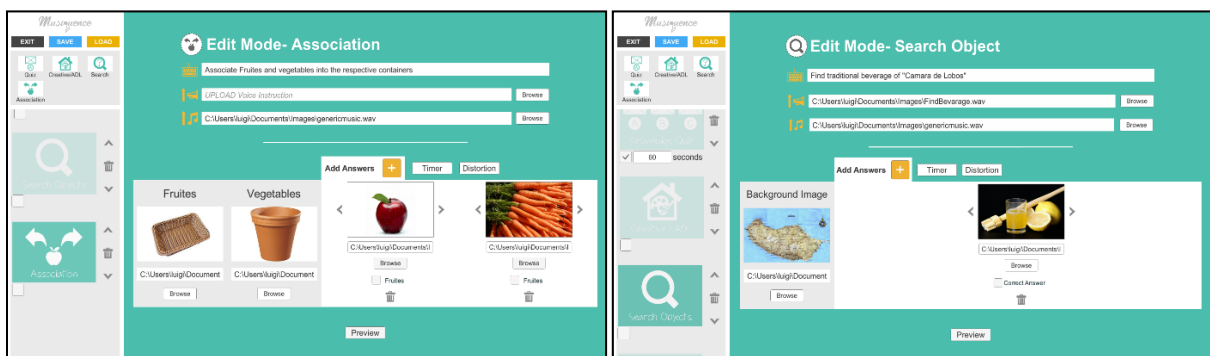 Musiquence
EXIT SAVE LOAD
Quiz Creative/ADL Search
Association
Search Objects
Association
Edit Mode- Association
Associate Fruites and vegetables into the respective containers
UPLOAD Voice Instruction Browse
C:\Users\luigi\Documents\Images\genericmusic.wav Browse
Add Answers + Timer Distortion
Fruites Vegetables
C:\Users\luigi\Document C:\Users\luigi\Document C:\Users\luigi\Documents\I C:\Users\luigi\Documents\I
Browse Browse Browse Browse
Fruites Fruites
Preview
Musiquence
EXIT SAVE LOAD
Quiz Creative/ADL Search
Association
A B C
60 seconds
Search Objects
Edit Mode- Search Object
Find traditional beverage of "Camara de Lobos"
C:\Users\luigi\Documents\Images\FindBevarage.wav Browse
C:\Users\luigi\Documents\Images\genericmusic.wav Browse
Add Answers + Timer Distortion
Background Image
C:\Users\luigi\Document C:\Users\luigi\Documents\I
Browse Browse
Correct Answer
Preview